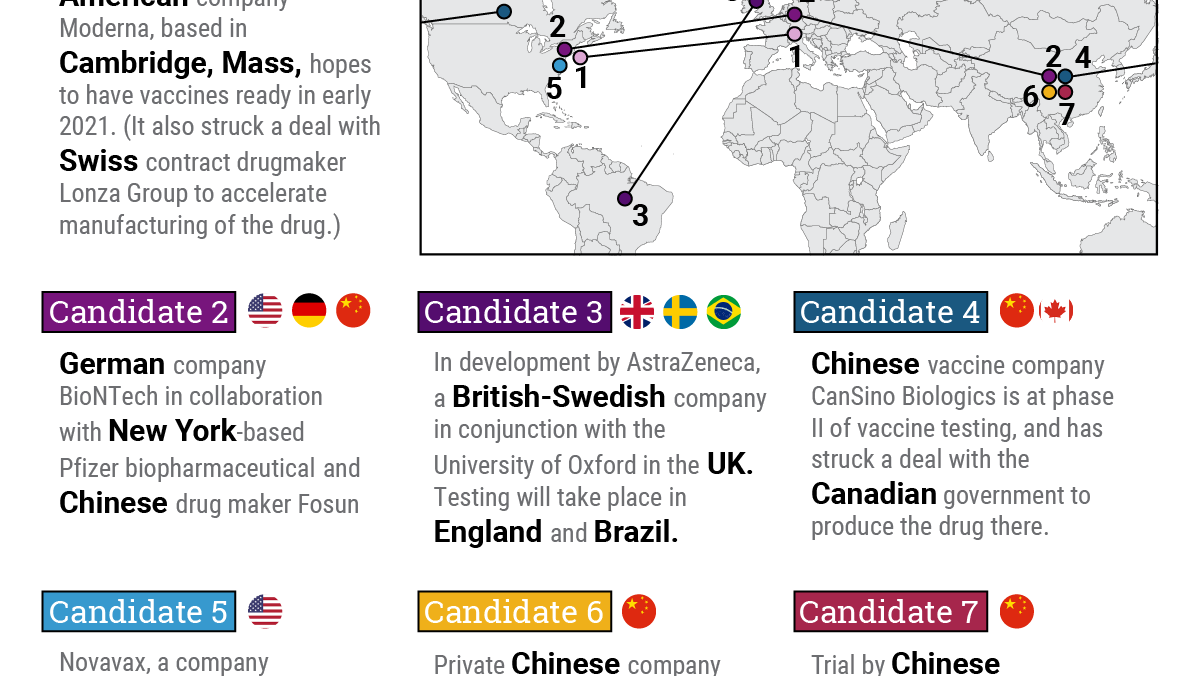 American company
Moderna, based in
Cambridge, Mass, hopes
to have vaccines ready in early
2021. (It also struck a deal with
Swiss contract drugmaker
Lonza Group to accelerate
manufacturing of the drug.)
2
1
5
1
2 4
6
7
3
Candidate 2
German company
BioNTech in collaboration
with New York-based
Pfizer biopharmaceutical and
Chinese drug maker Fosun
Candidate 3
In development by AstraZeneca,
a British-Swedish company
in conjunction with the
University of Oxford in the UK.
Testing will take place in
England and Brazil.
Candidate 4
Chinese vaccine company
CanSino Biologics is at phase
II of vaccine testing, and has
struck a deal with the
Canadian government to
produce the drug there.
Candidate 5
Novavax, a company
Candidate 6
Private Chinese company
Candidate 7
Trial by Chinese